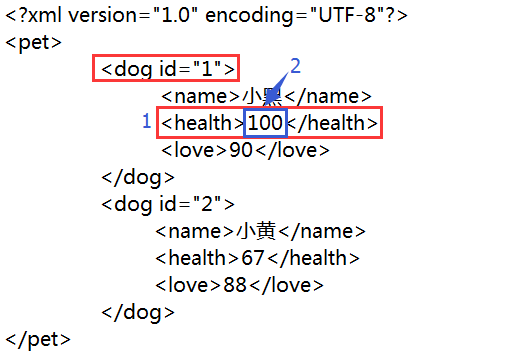 <?xml version="1.0" encoding="UTF-8"?>
<pet>
<dog id="1">
2
<name>小黑</name>
1
<health>100</health>
<love>90</love>
</dog>
<dog id="2">
<name>小黄</name>
<health>67</health>
<love>88</love>
</dog>
</pet>